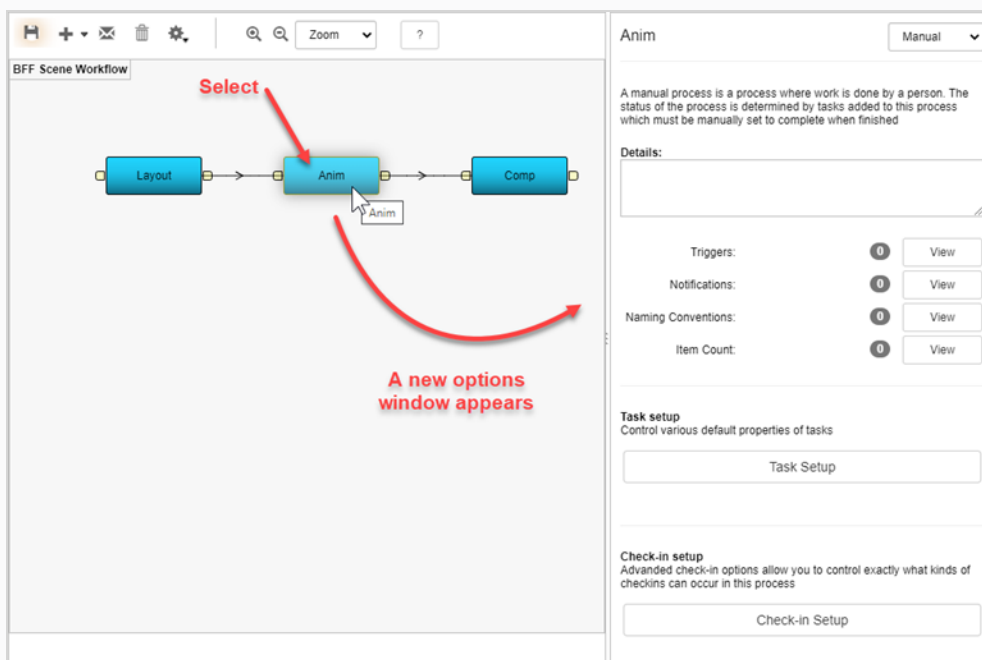 Zoom
?
BFF Scene Workflow
Select
Layout
Anim
Comp
Anim
A new options
window appears
Anim
Manual
A manual process is a process where work is done by a person. The
status of the process is determined by tasks added to this process
which must be manually set to complete when finished
Details:
Triggers: 0 View
Notifications: 0 View
Naming Conventions: 0 View
Item Count: 0 View
Task setup
Control various default properties of tasks
Task Setup
Check-in setup
Advanded check-in options allow you to control exactly what kinds of
checkins can occur in this process
Check-in Setup